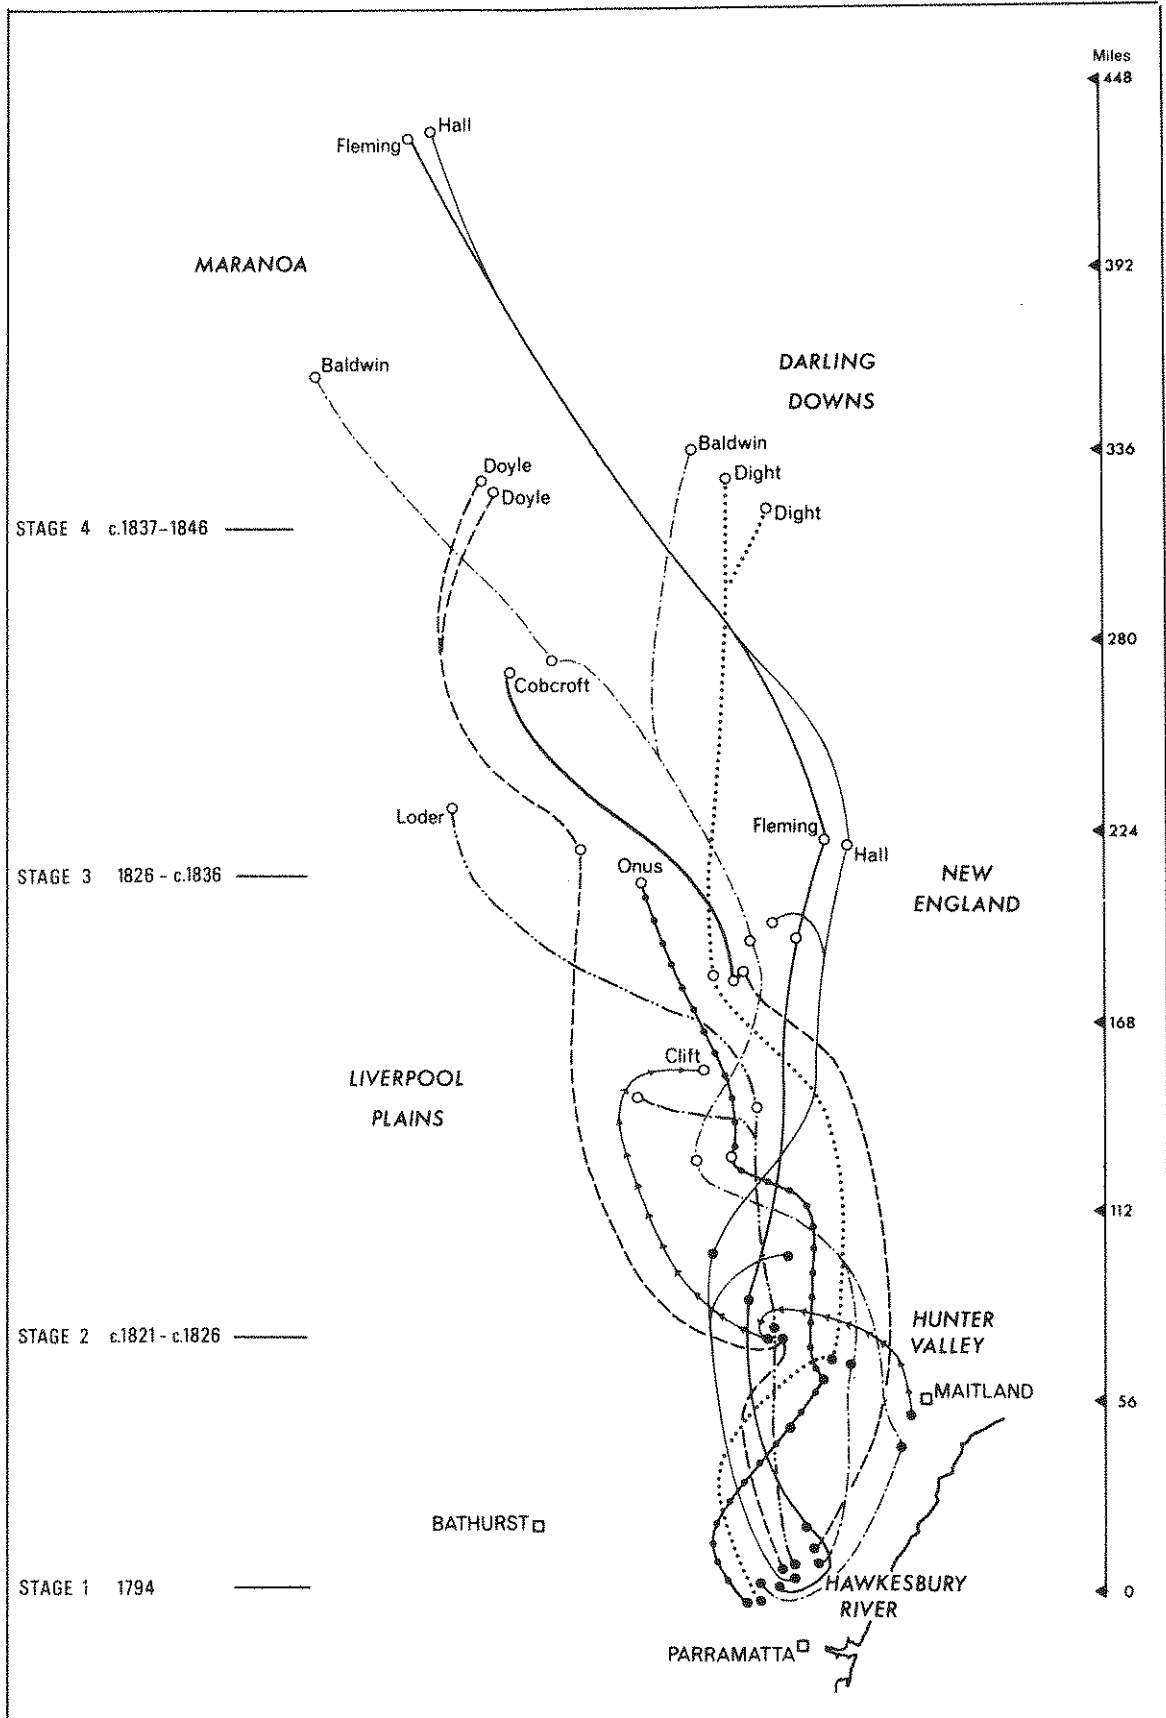 Miles
448
Hall
Fleming
392
MARANOA
DARLING
DOWNS
Baldwin
336
Baldwin
Doyle
Dight
Doyle
Dight
STAGE 4 c.1837-1846
280
Cobcroft
224
Loder
Fleming
Hall
Onus
STAGE 3 1826 - c.1836
NEW
ENGLAND
168
Clift
LIVERPOOL
PLAINS
112
HUNTER
VALLEY
STAGE 2 c.1821 - c.1826
MAITLAND
56
BATHURST
STAGE 1 1794
HAWKESBURY
RIVER
0
PARRAMATTA